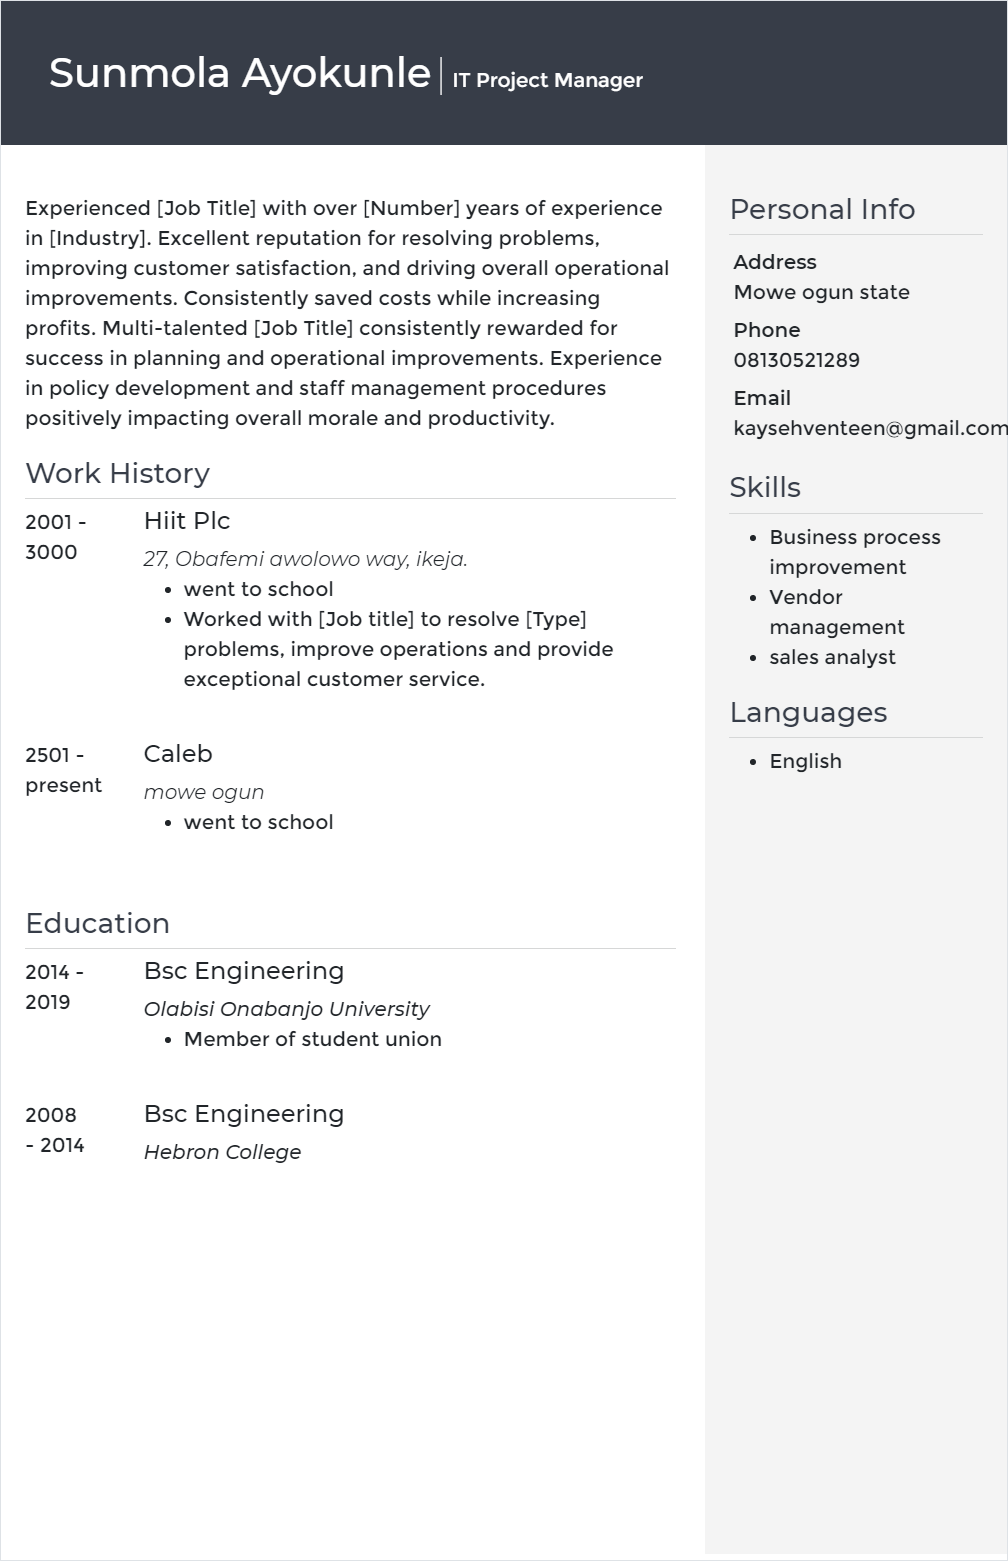 Sunmola Ayokunle IT Project Manager
Experienced [Job Title] with over [Number] years of experience
in [Industry]. Excellent reputation for resolving problems,
improving customer satisfaction, and driving overall operational
improvements. Consistently saved costs while increasing
profits. Multi-talented [Job Title] consistently rewarded for
success in planning and operational improvements. Experience
in policy development and staff management procedures
positively impacting overall morale and productivity.
Work History
2001 -
3000
Hiit Plc
27, Obafemi awolowo way, ikeja.
• went to school
• Worked with [Job title] to resolve [Type]
problems, improve operations and provide
exceptional customer service.
2501 -
present
Caleb
mowe ogun
• went to school
Education
2014 -
2019
Bsc Engineering
Olabisi Onabanjo University
• Member of student union
2008
- 2014
Bsc Engineering
Hebron College
Personal Info
Address
Mowe ogun state
Phone
08130521289
Email
kaysehventeen@gmail.com
Skills
• Business process
improvement
• Vendor
management
• sales analyst
Languages
• English